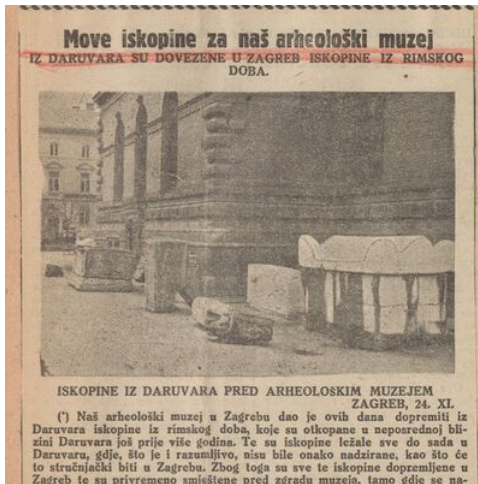 Move iskopine za naš arheološki muzej
IZ DARUVARA SU DOVEZENE U ZAGREB ISKOPINE IZ RIMSKOG
DOBA.
ISKOPINE IZ DARUVARA PRED ARHEOLOŠKIM MUZEJEM
ZAGREB, 24. XI.
(*) Naš arheološki muzej u Zagrebu dao je ovih dana dopremiti iz
Daruvara iskopine iz rimskog doba, koje su otkopane u neposrednoj bli-
zini Daruvara još prije više godina. Te su iskopine ležale sve do sada u
Daruvaru, gdje, što je i razumljivo, nisu bile onako nadzirane, kao što će
to stručnjački biti u Zagrebu. Zbog toga su sve te iskopine dopremljene u
Zagreb te su privremeno smještene pred zgradu muzeja, tamo gdje se na-